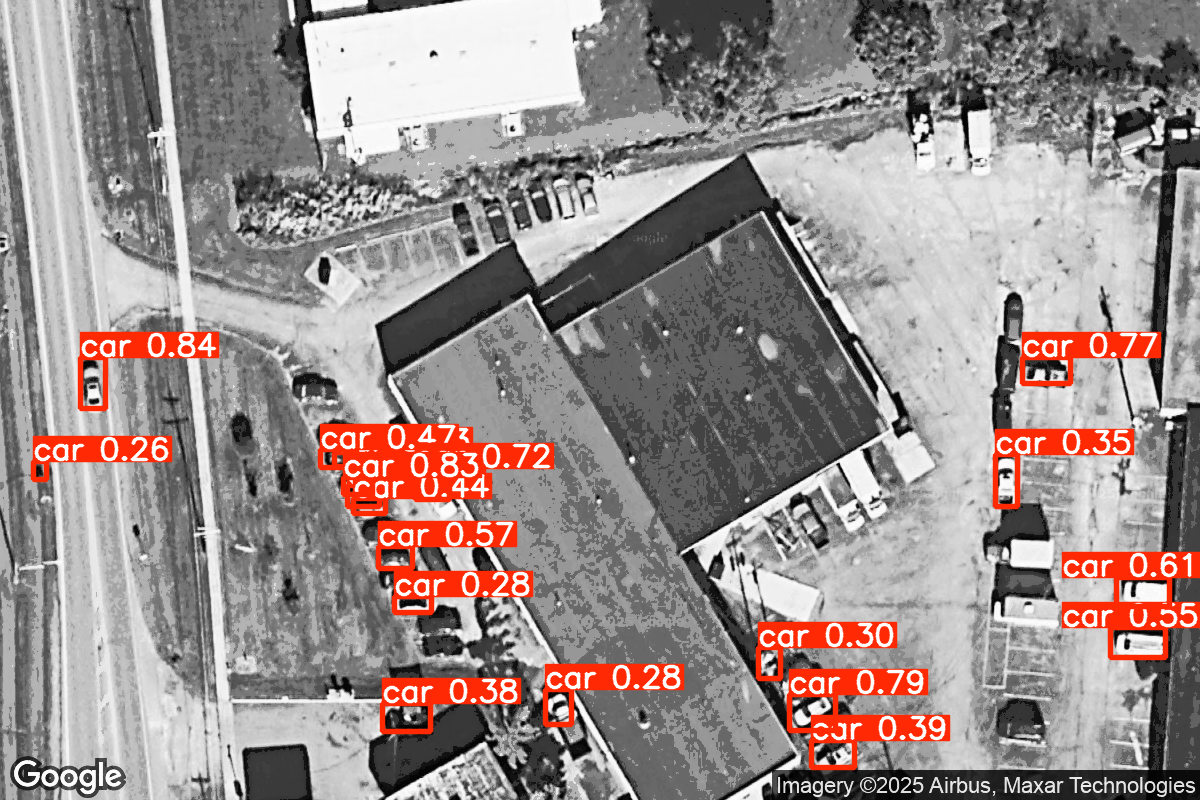 google
car 0.84
car 0.77
car 0.26
car 0.47
car 0.35
0.72
car 0.83
car 0.44
car 0.57
car 0.61
car 0.28
car 0.55
car 0.30
car 0.28
car 0.79
car 0.38
car 0.39
Google
Imagery ©2025 Airbus, Maxar Technologies